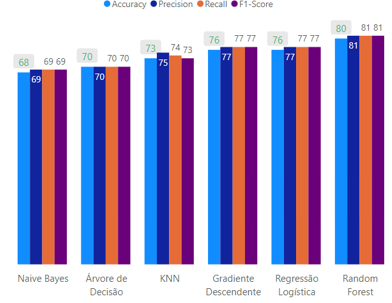 Accuracy Precision Recall F1-Score
68 69 69 69
70 70 70 70
73 75 74 73
76 77 77 77
76 77 77 77
80 81 81 81
Naive Bayes
Árvore de
Decisão
KNN
Gradiente
Descendente
Regressão
Logística
Random
Forest